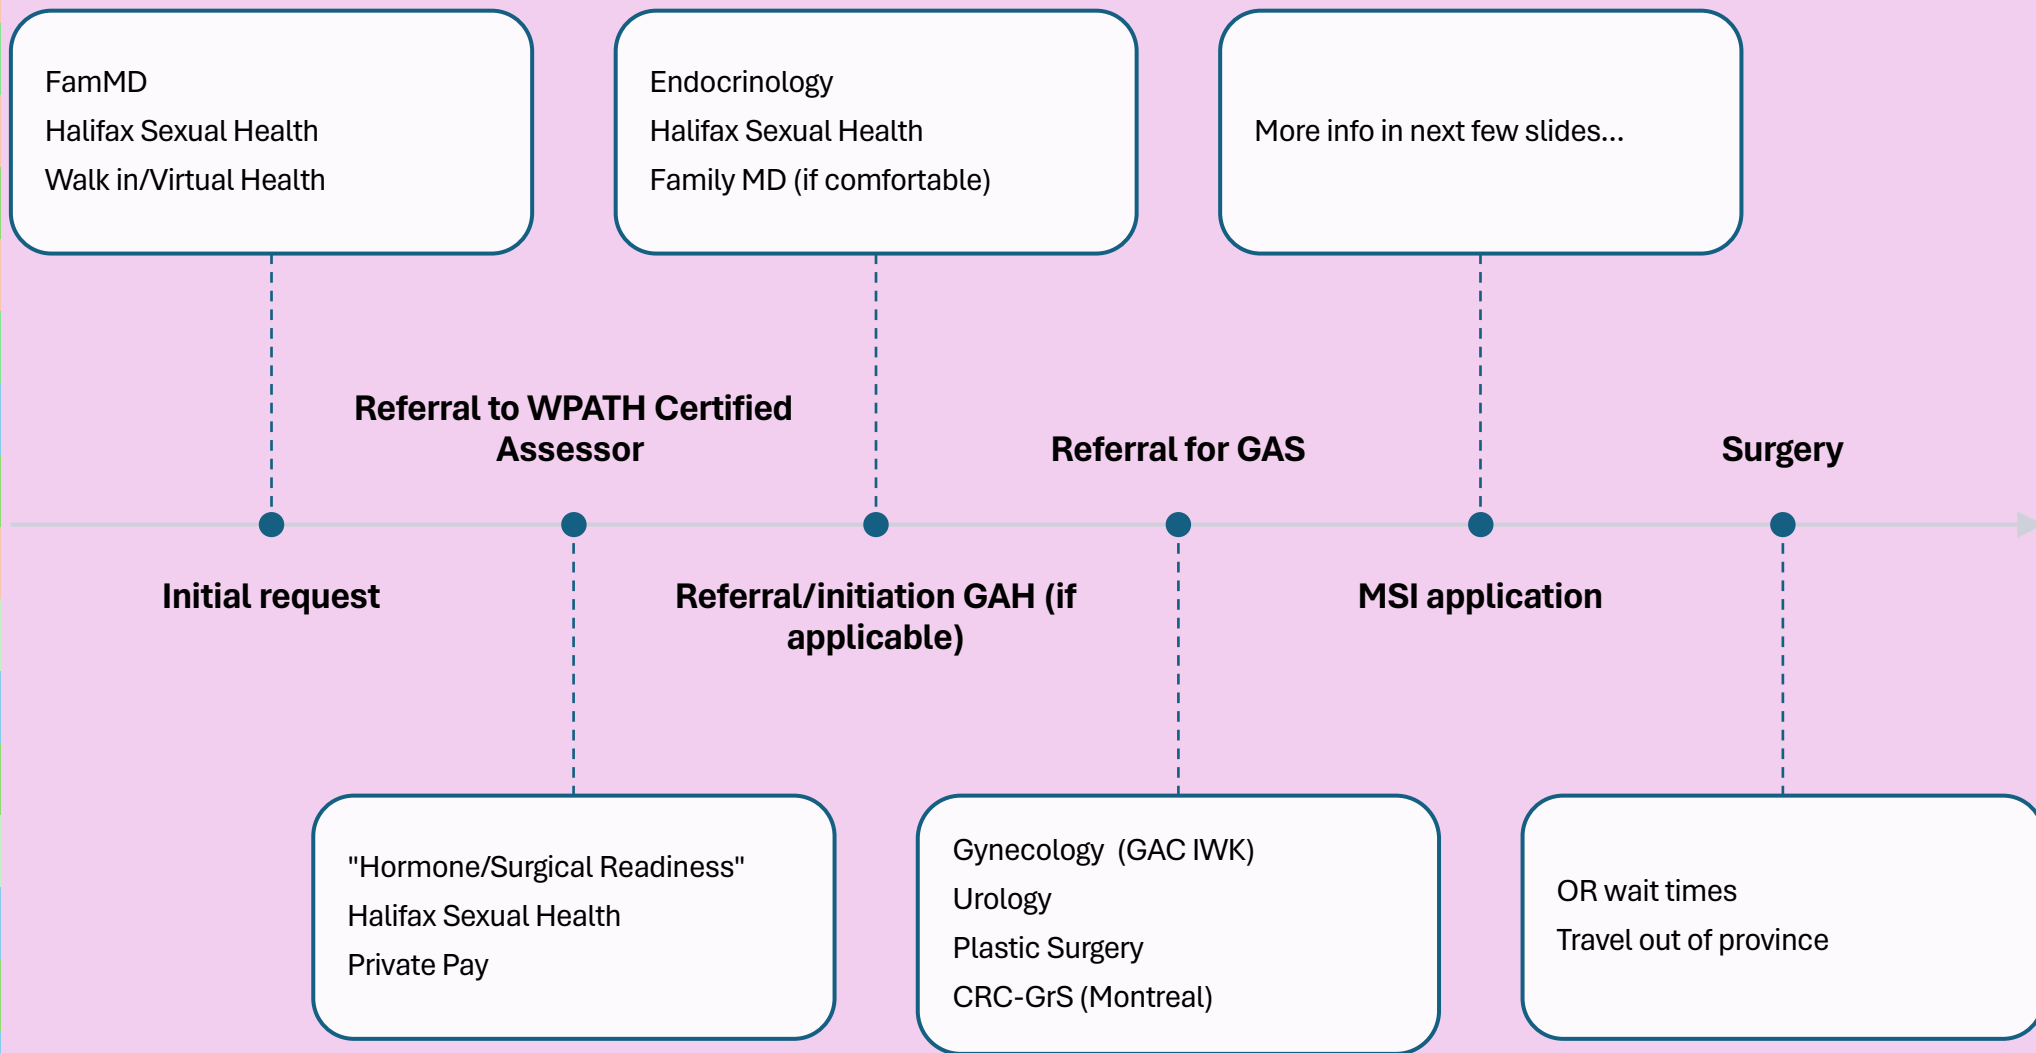 FamMD
Halifax Sexual Health
Walk in/Virtual Health
Endocrinology
Halifax Sexual Health
Family MD (if comfortable)
More info in next few slides...
Referral to WPATH Certified
Assessor
Referral for GAS
Surgery
Initial request
Referral/initiation GAH (if
applicable)
MSI application
"Hormone/Surgical Readiness"
Halifax Sexual Health
Private Pay
Gynecology  (GAC IWK)
Urology
Plastic Surgery
CRC-GrS (Montreal)
OR wait times
Travel out of province